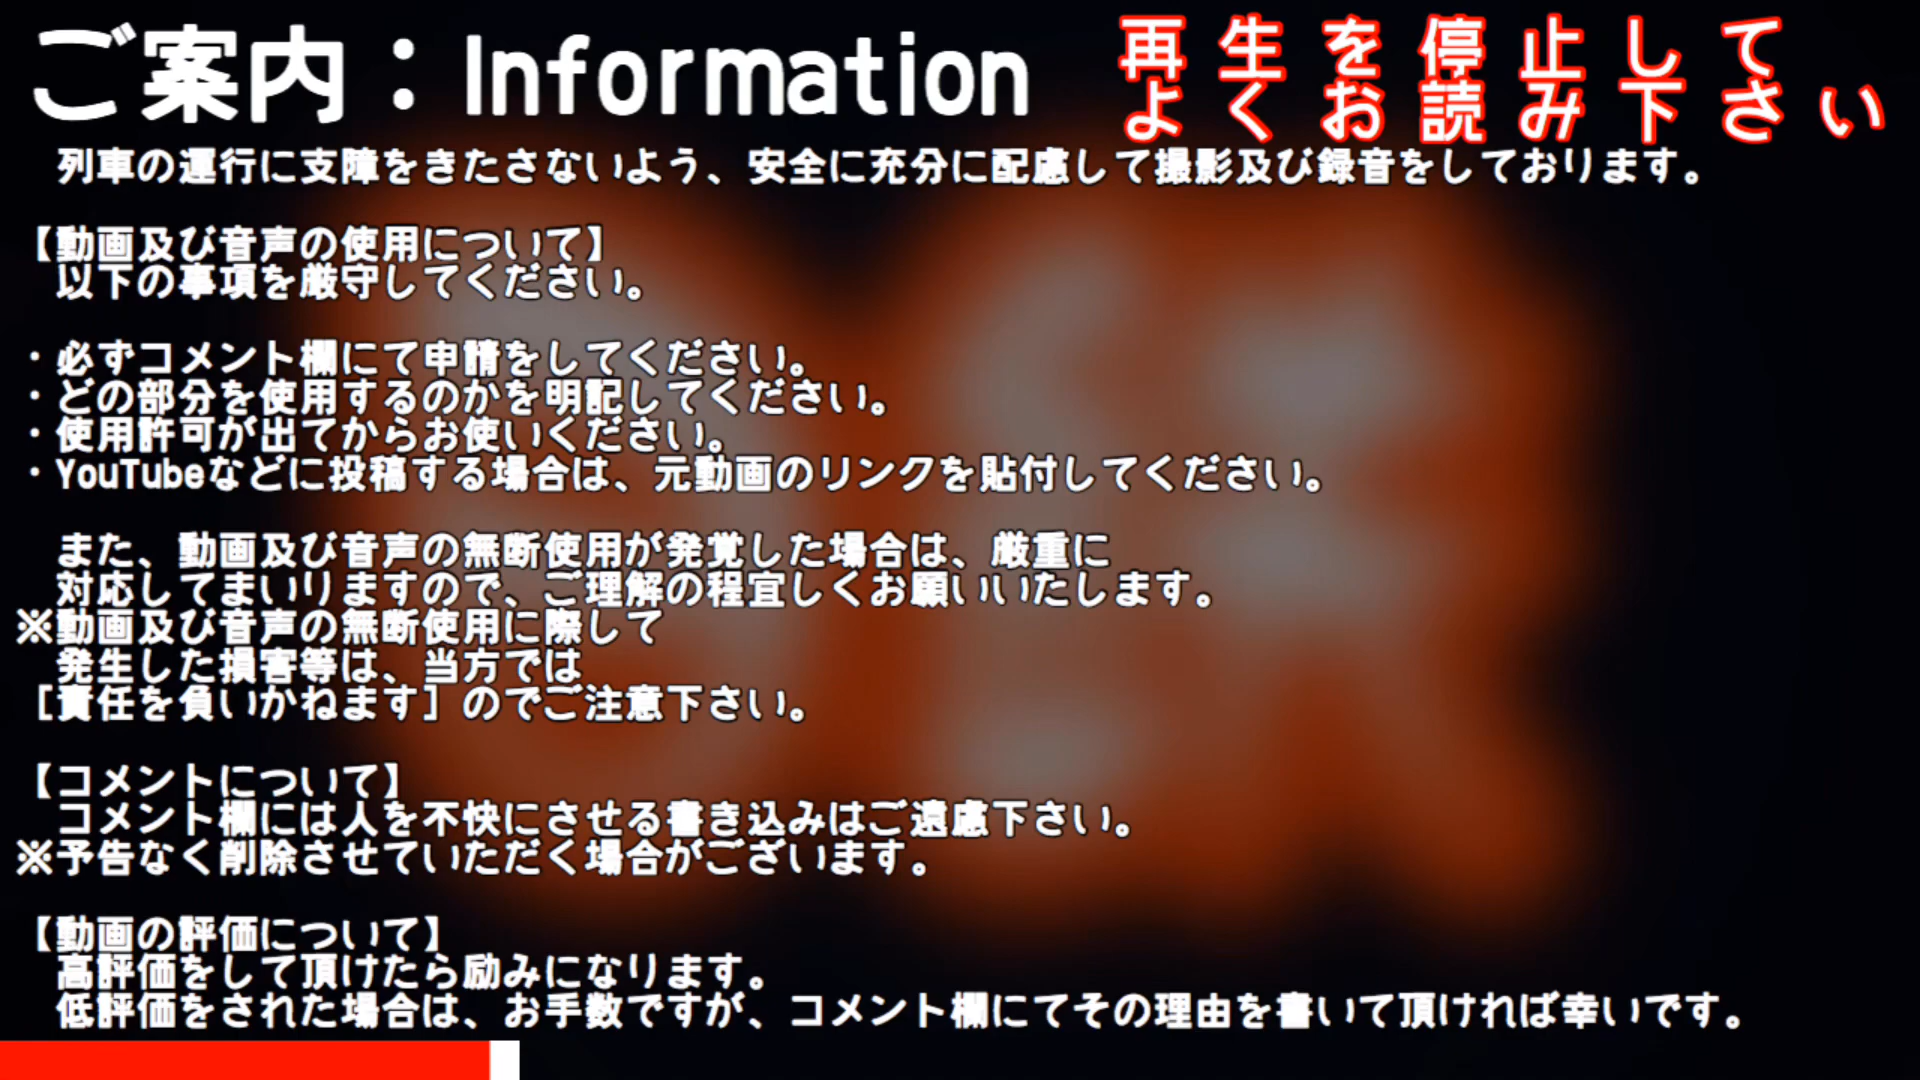 ご案内：Information
再生を停止して
よくお読み下さい
列車の運行に支障をきたさないよう、安全に充分に配慮して撮影及び録音をしております。
【動画及び音声の使用について】
以下の事項を厳守してください。
・必ずコメント欄にて申請をしてください。
・どの部分を使用するのかを明記してください。
・使用許可が出てからお使いください。
・YouTubeなどに投稿する場合は、元動画のリンクを貼付してください。
また、動画及び音声の無断使用が発覚した場合は、厳重に
対応してまいりますので、ご理解の程宜しくお願いいたします。
※動画及び音声の無断使用に際して
発生した損害等は、当方では
［責任を負いかねます］のでご注意下さい。
【コメントについて】
コメント欄には人を不快にさせる書き込みはご遠慮下さい。
※予告なく削除させていただく場合がございます。
【動画の評価について】
高評価をして頂けたら励みになります。
低評価をされた場合は、お手数ですが、コメント欄にてその理由を書いて頂ければ幸いです。